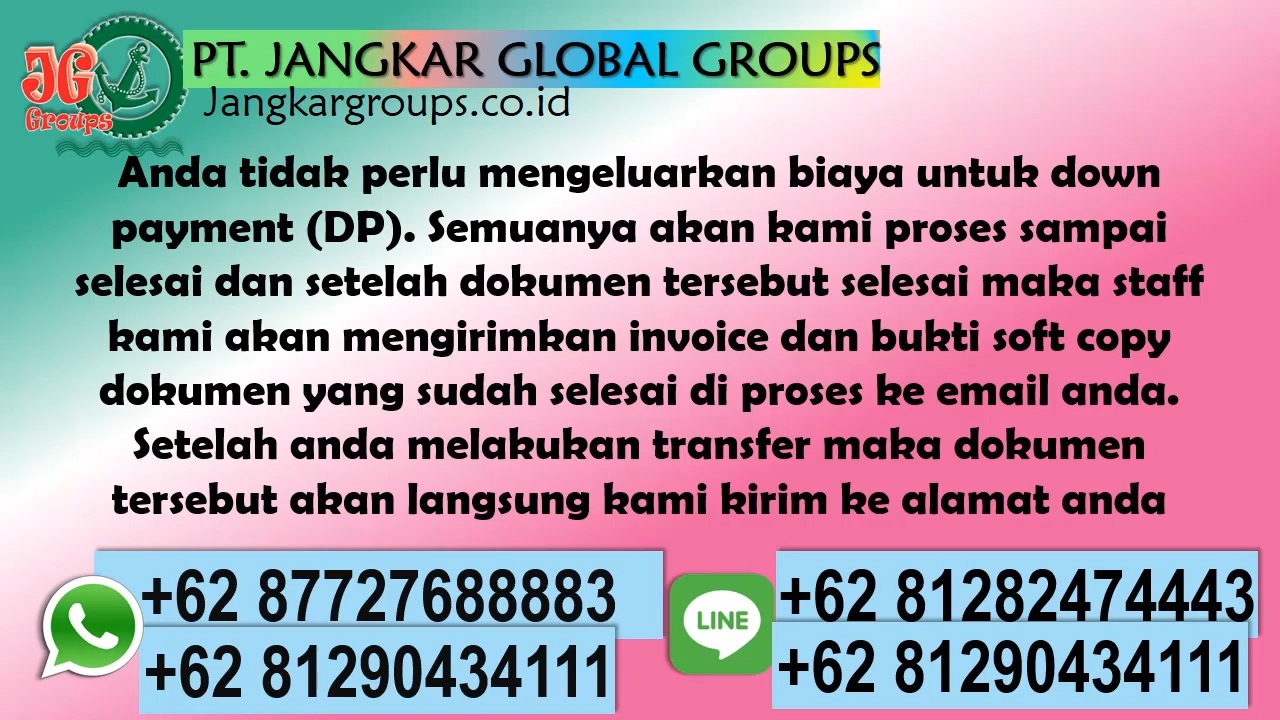 JG
Groups
PT. JANGKAR GLOBAL GROUPS
Jangkargroups.co.id
Anda tidak perlu mengeluarkan biaya untuk down
payment (DP). Semuanya akan kami proses sampai
selesai dan setelah dokumen tersebut selesai maka staff
kami akan mengirimkan invoice dan bukti soft copy
dokumen yang sudah selesai di proses ke email anda.
Setelah anda melakukan transfer maka dokumen
tersebut akan langsung kami kirim ke alamat anda
+62 87727688883
+62 81290434111
LINE
+62 81282474443
+62 81290434111